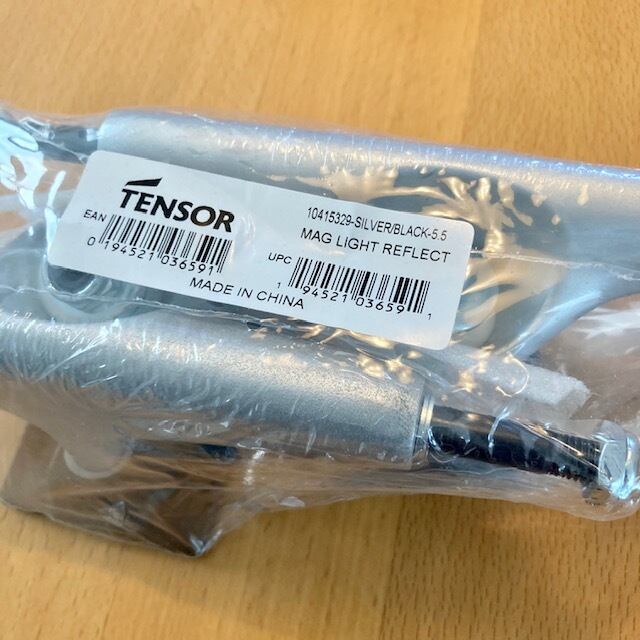 TENSOR
10415329-SILVER/BLACK-5.5
MAG LIGHT REFLECT
EAN
0 194521 036591
UPC
1 94521 03659 1
MADE IN CHINA